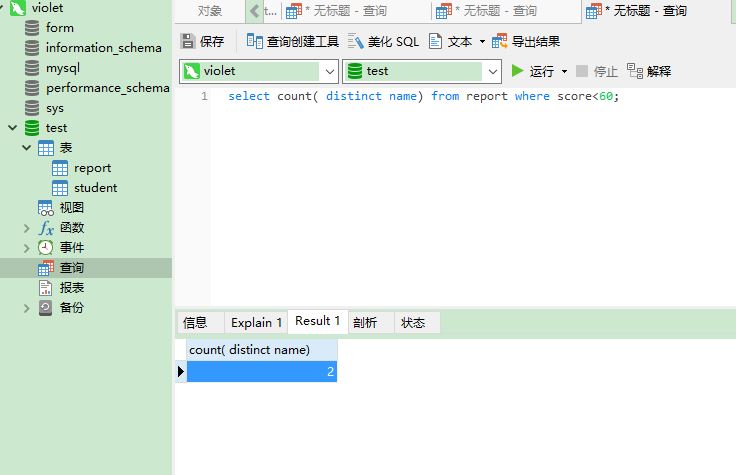 violet
form
information_schema
mysql
performance_schema
sys
test
表
report
student
视图
函数
事件
查询
报表
备份
对象 t... * 无标题 - 查询 * 无标题 - 查询 * 无标题 - 查询
保存 查询创建工具 美化 SQL 文本 导出结果
violet test 运行 停止 解释
1 select count( distinct name) from report where score<60;
信息 Explain 1 Result 1 剖析 状态
count( distinct name)
2